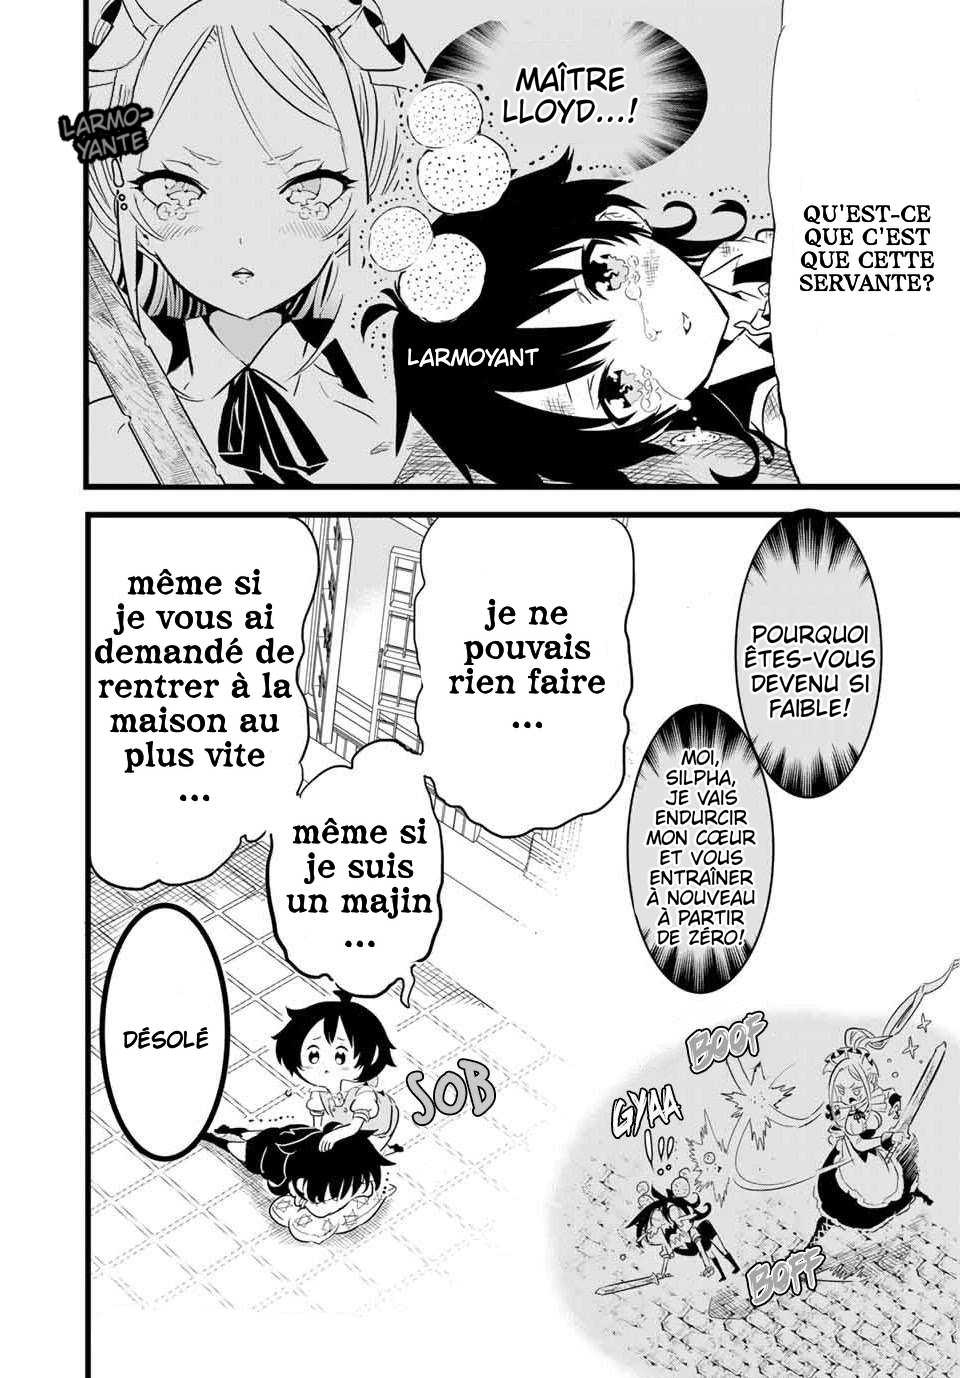 QU'EST-CE
QUE C'EST
QUE CETTE
SERVANTE?
MAÎTRE
LLOYD...!
LARMO-
YANTE
LARMOYANT
POURQUOI
ÊTES-VOUS
DEVENU SI
FAIBLE!
MOI,
SILPHA,
JE VAIS
ENDURCIR
MON CŒUR
ET VOUS
ENTRAÎNER
À NOUVEAU
À PARTIR
DE ZÉRO!
BOOF
GYAA
!...
BOFF
je ne
pouvais
rien faire
...
même si
je suis
un majin
...
même si
je vous ai
demandé de
rentrer à la
maison au
plus vite
...
SOB
DÉSOLÉ